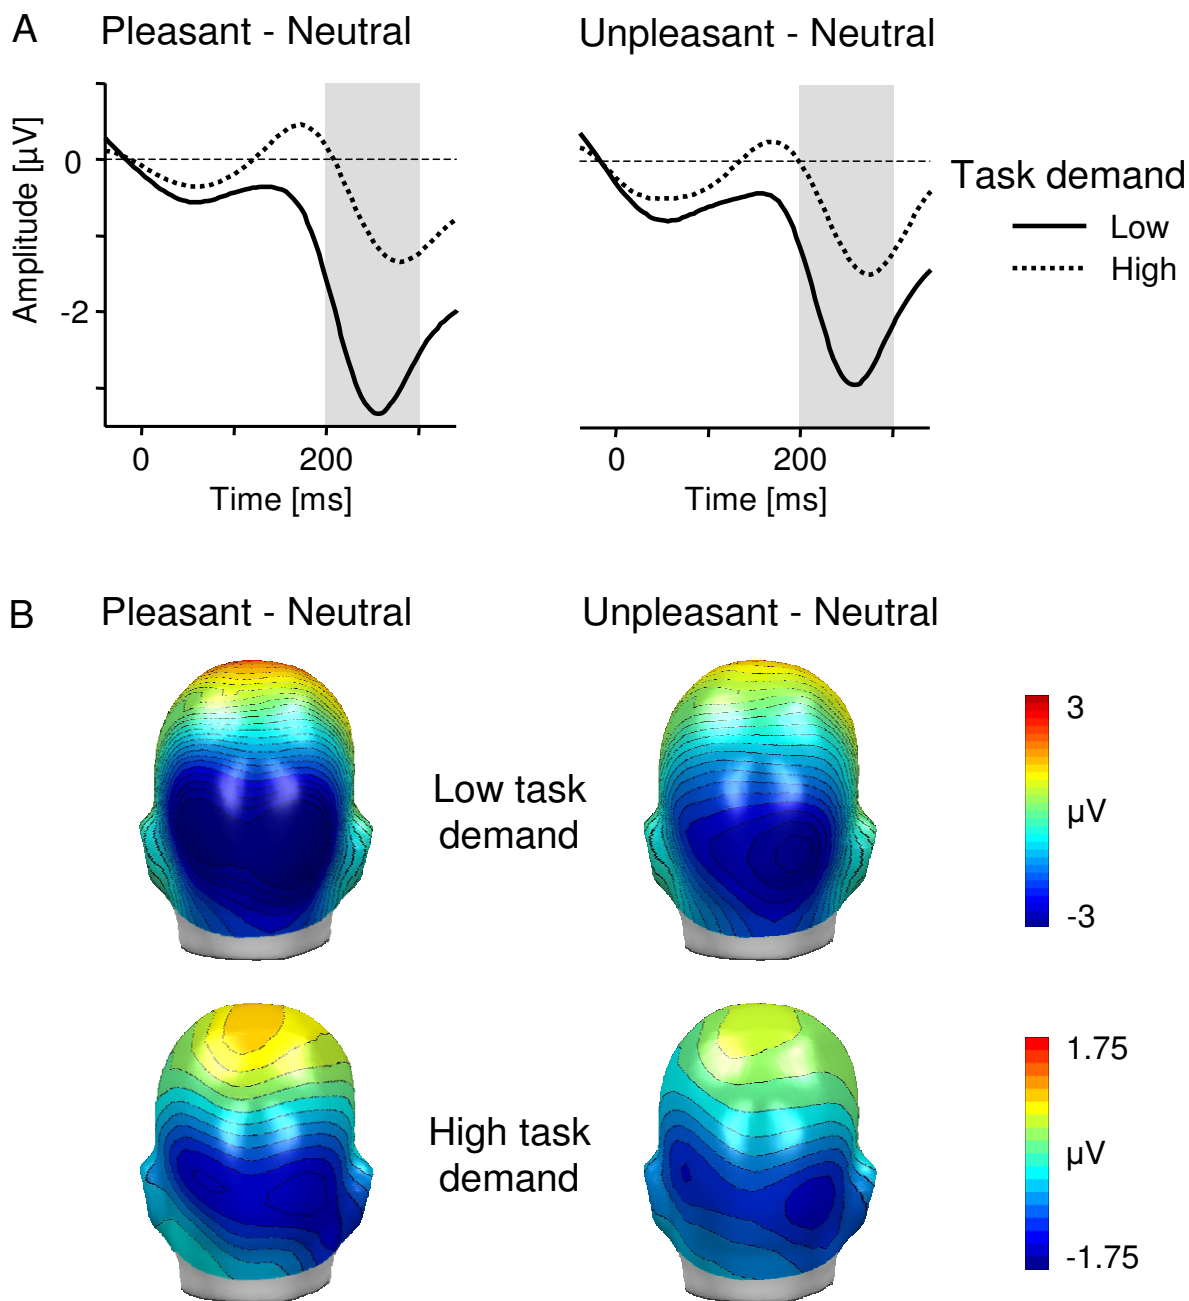 A
Pleasant - Neutral
Unpleasant - Neutral
Amplitude [µV]
0
-2
0
200
Time [ms]
0
200
Time [ms]
Task demand
Low
High
B
Pleasant - Neutral
Unpleasant - Neutral
Low task
demand
3
µV
-3
High task
demand
1.75
µV
-1.75